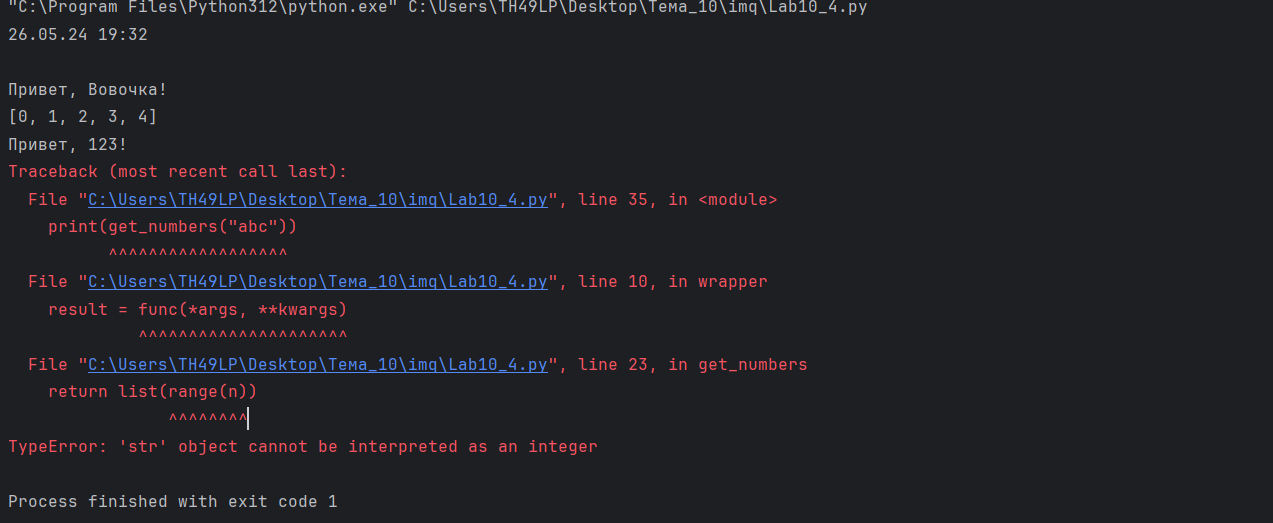 "C:\Program Files\Python312\python.exe" C:\Users\TH49LP\Desktop\Тема_10\imq\Lab10_4.py
26.05.24 19:32
Привет, Вовочка!
[0, 1, 2, 3, 4]
Привет, 123!
Traceback (most recent call last):
  File "C:\Users\TH49LP\Desktop\Тема_10\imq\Lab10_4.py", line 35, in <module>
    print(get_numbers("abc"))
          ^^^^^^^^^^^^^^^^^^
  File "C:\Users\TH49LP\Desktop\Тема_10\imq\Lab10_4.py", line 10, in wrapper
    result = func(*args, **kwargs)
             ^^^^^^^^^^^^^^^^^^^^^
  File "C:\Users\TH49LP\Desktop\Тема_10\imq\Lab10_4.py", line 23, in get_numbers
    return list(range(n))
                ^^^^^^^^
TypeError: 'str' object cannot be interpreted as an integer
Process finished with exit code 1